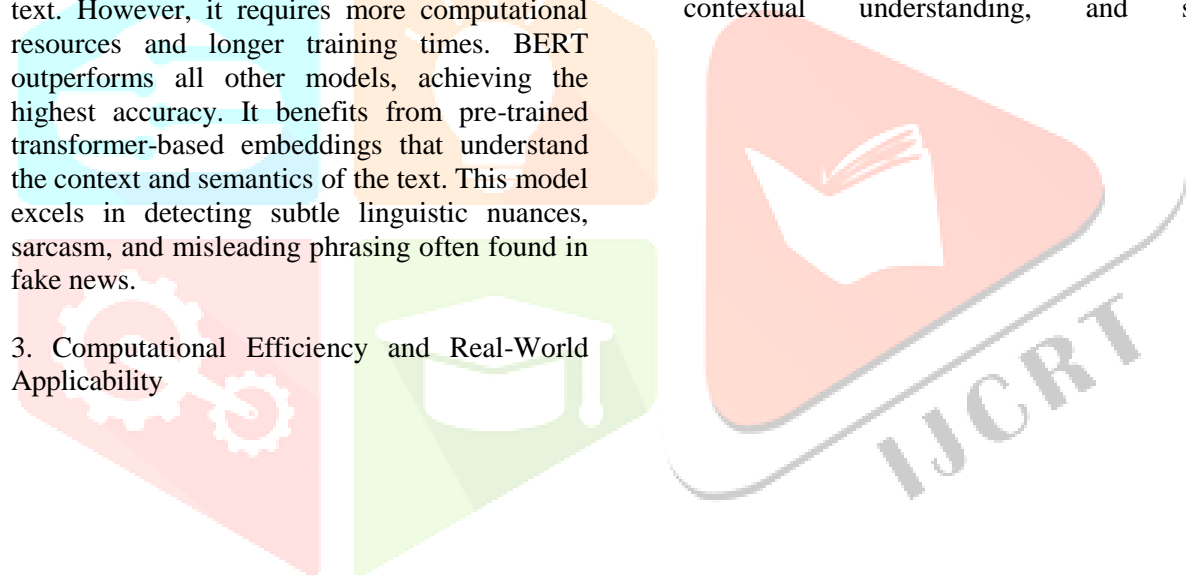 text. However, it requires more computational
resources and longer training times. BERT
outperforms all other models, achieving the
highest accuracy. It benefits from pre-trained
transformer-based embeddings that understand
the context and semantics of the text. This model
excels in detecting subtle linguistic nuances,
sarcasm, and misleading phrasing often found in
fake news.
3. Computational Efficiency and Real-World
Applicability
contextual understanding, and
IJCRT